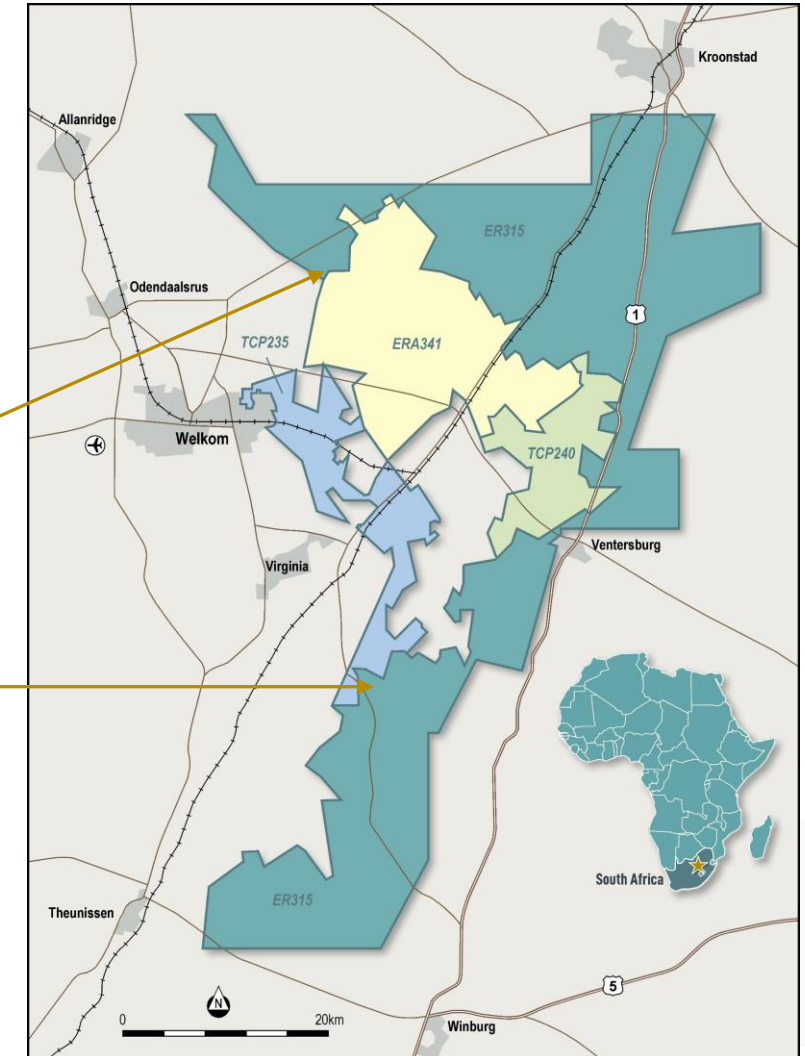 Kroonstad
Allanridge
ER315
Odendaalsrus
1
TCP235
ERA341
Welkom
TCP240
Ventersburg
Virginia
South Africa
ER315
Theunissen
5
N
0 20km
Winburg